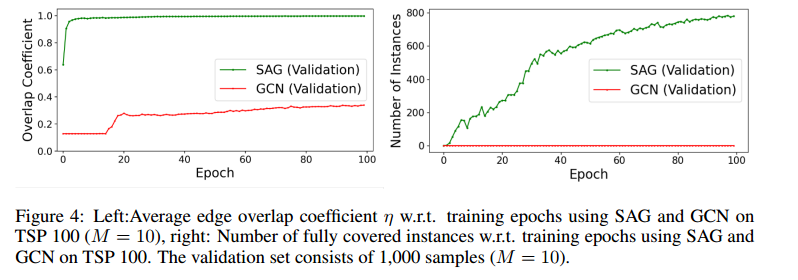 1.0
0.8
0.6
0.4
0.2
0.0
Overlap Coefficient
SAG (Validation)
GCN (Validation)
0 20 40 60 80 100
Epoch
800
600
400
200
0
Number of Instances
SAG (Validation)
GCN (Validation)
0 20 40 60 80 100
Epoch
Figure 4: Left:Average edge overlap coefficient η w.r.t. training epochs using SAG and GCN on
TSP 100 (M = 10), right: Number of fully covered instances w.r.t. training epochs using SAG and
GCN on TSP 100. The validation set consists of 1,000 samples (M = 10).